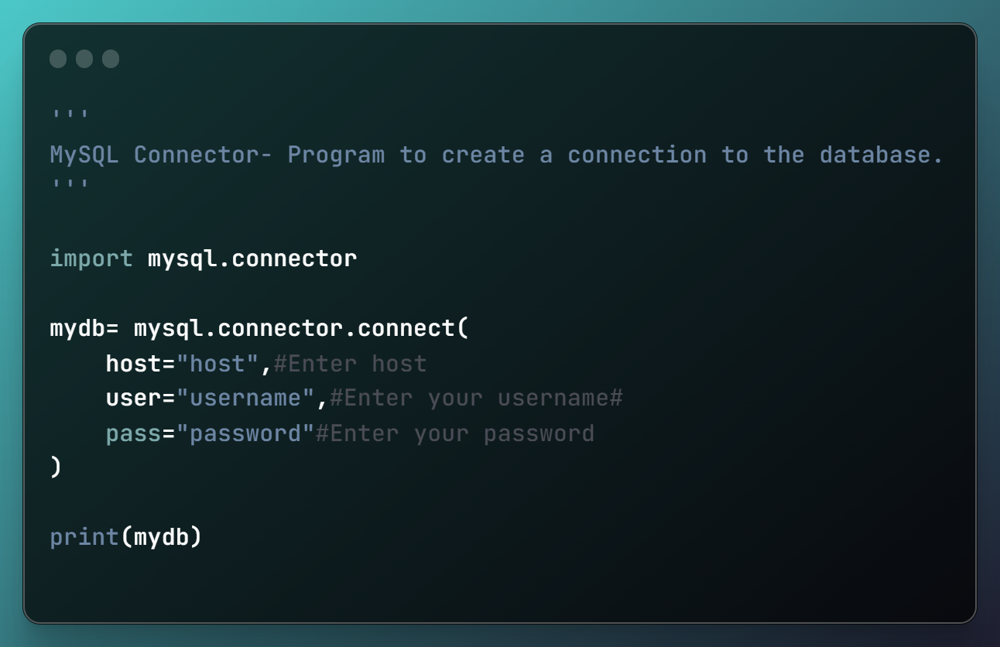 '''
MySQL Connector- Program to create a connection to the database.
'''
import mysql.connector
mydb= mysql.connector.connect(
    host="host",#Enter host
    user="username",#Enter your username#
    pass="password"#Enter your password
)
print(mydb)